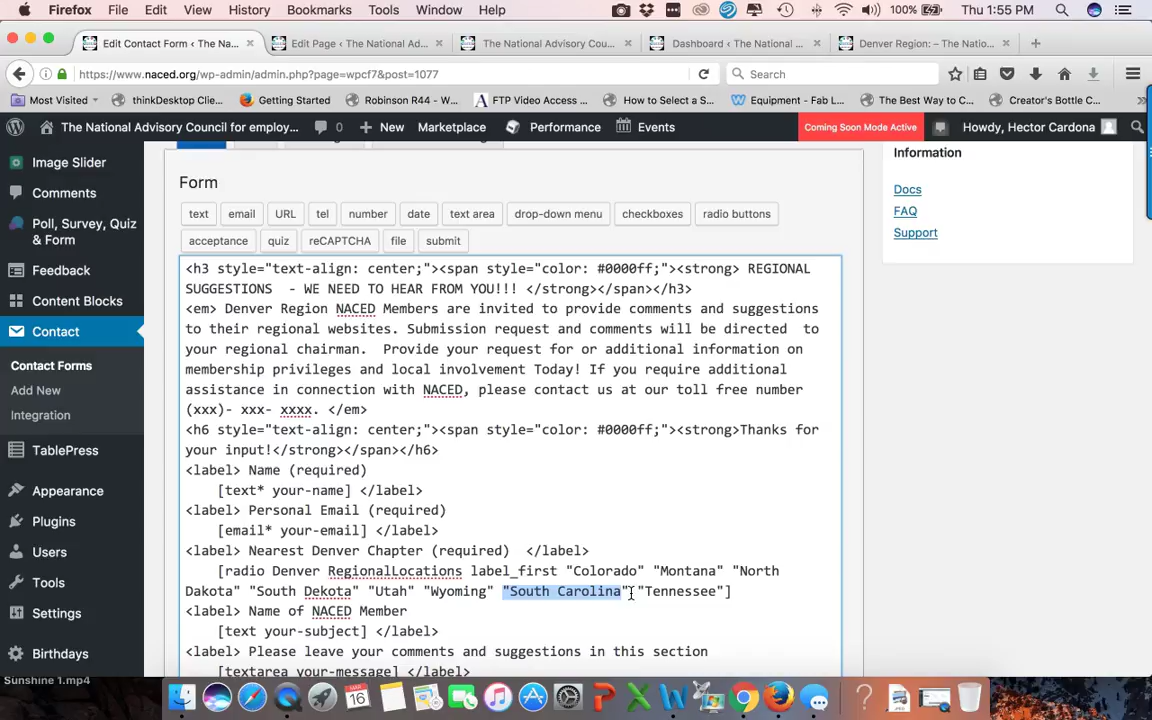 Firefox File Edit View History Bookmarks Tools Window Help 100% Thu 1:55 PM
Edit Contact Form ‹ The Na... Edit Page ‹ The National Ad... The National Advisory Cou... Dashboard ‹ The National ... Denver Region: – The Natio...
https://www.naced.org/wp-admin/admin.php?page=wpcf7&post=1077 Search
Most Visited thinkDesktop Clie... Getting Started Robinson R44 - W... FTP Video Access ... How to Select a S... Equipment - Fab L... The Best Way to C... Creator's Bottle C...
The National Advisory Council for employ... 0 New Marketplace Performance Events Coming Soon Mode Active Howdy, Hector Cardona
Image Slider
Comments
Poll, Survey, Quiz
& Form
Feedback
Content Blocks
Contact
Contact Forms
Add New
Integration
TablePress
Appearance
Plugins
Users
Tools
Settings
Birthdays
Sunshine 1.mp4
Form
text email URL tel number date text area drop-down menu checkboxes radio buttons
acceptance quiz reCAPTCHA file submit
<h3 style="text-align: center;"><span style="color: #0000ff;"><strong> REGIONAL
SUGGESTIONS  - WE NEED TO HEAR FROM YOU!!! </strong></span></h3>
<em> Denver Region NACED Members are invited to provide comments and suggestions
to their regional websites. Submission request and comments will be directed  to
your regional chairman.  Provide your request for or additional information on
membership privileges and local involvement Today! If you require additional
assistance in connection with NACED, please contact us at our toll free number
(xxx)- xxx- xxxx. </em>
<h6 style="text-align: center;"><span style="color: #0000ff;"><strong>Thanks for
your input!</strong></span></h6>
<label> Name (required)
[text* your-name] </label>
<label> Personal Email (required)
[email* your-email] </label>
<label> Nearest Denver Chapter (required)  </label>
[radio Denver RegionalLocations label_first "Colorado" "Montana" "North
Dakota" "South Dekota" "Utah" "Wyoming" "South Carolina" "Tennessee"]
<label> Name of NACED Member
[text your-subject] </label>
<label> Please leave your comments and suggestions in this section
[textarea your-message] </label>
Information
Docs
FAQ
Support